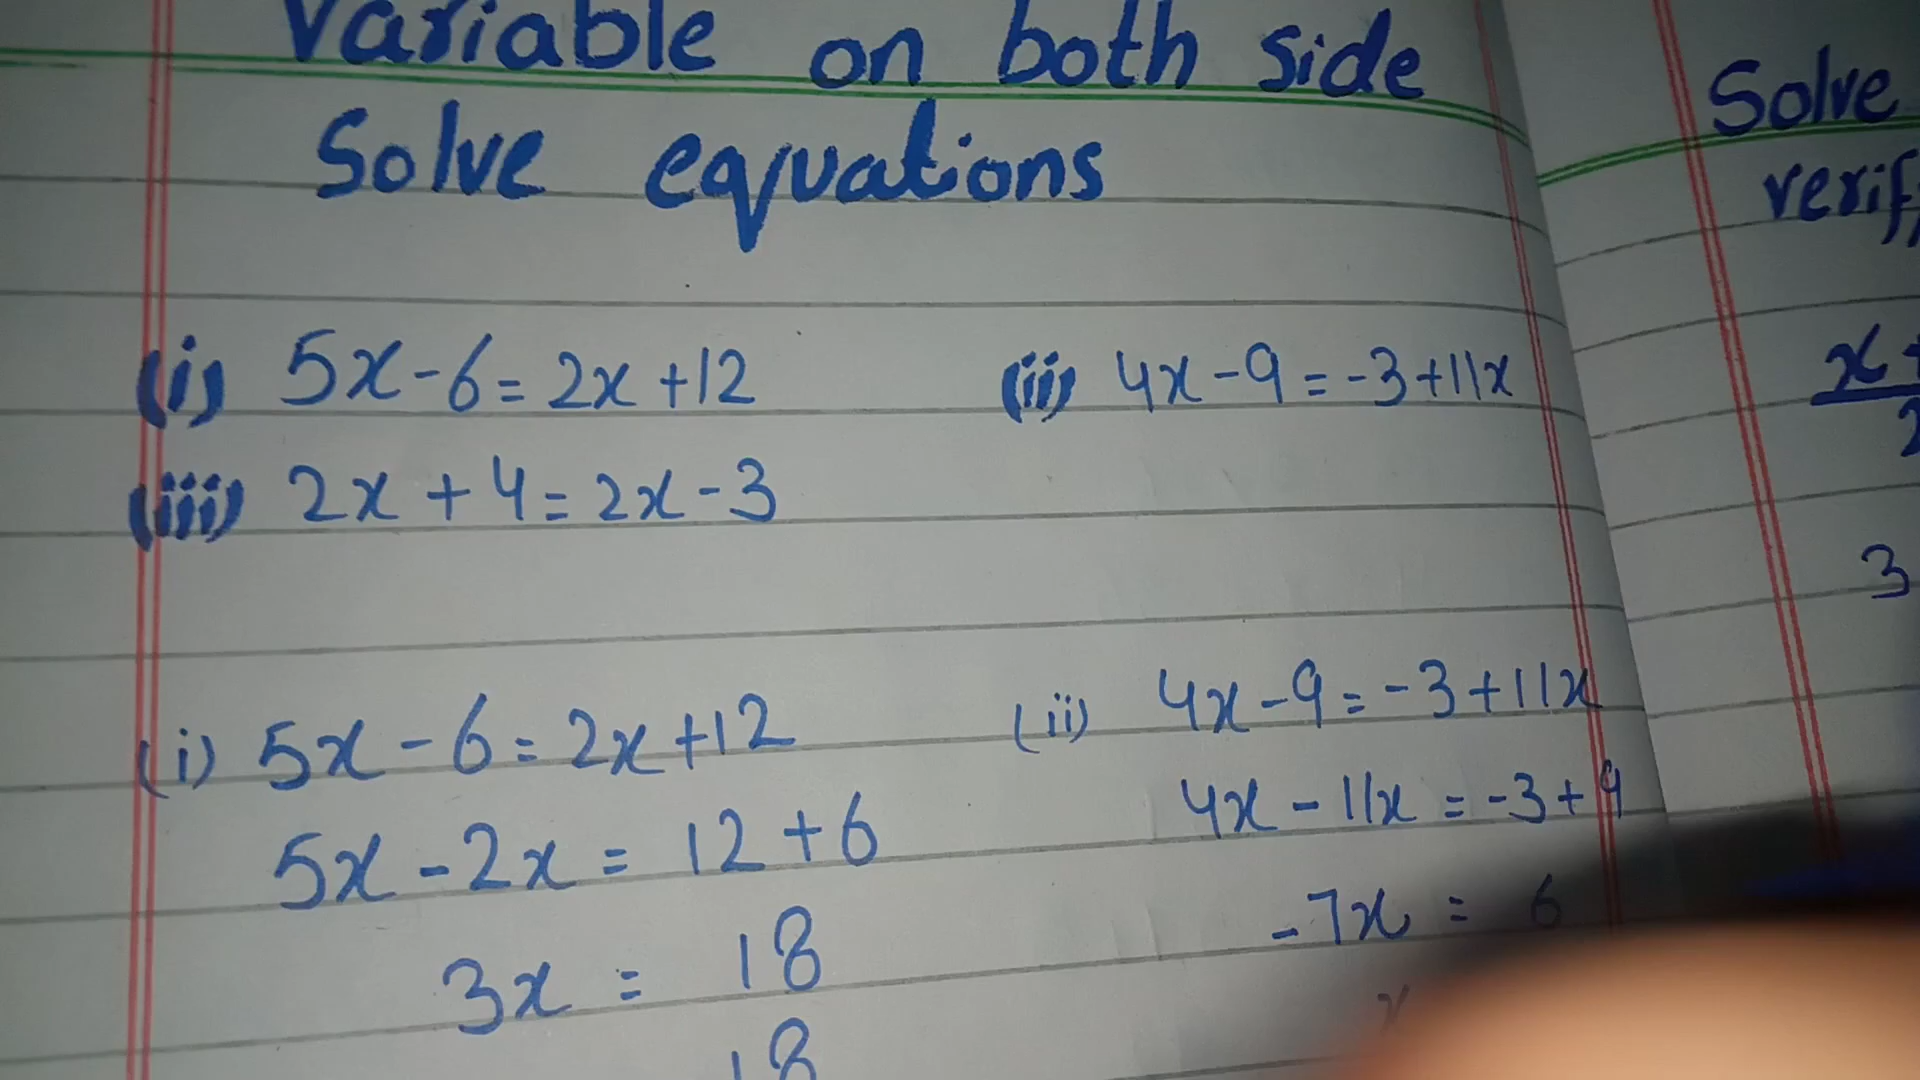 Variable on both side
Solve equations
(i) 5x-6=2x+12
(ii) 4x-9=-3+11x
(iii) 2x+4=2x-3
(i) 5x-6=2x+12
5x-2x=12+6
3x=18
18
(ii) 4x-9=-3+11x
4x-11x=-3+9
-7x=6
x
Solve
x+
2
3